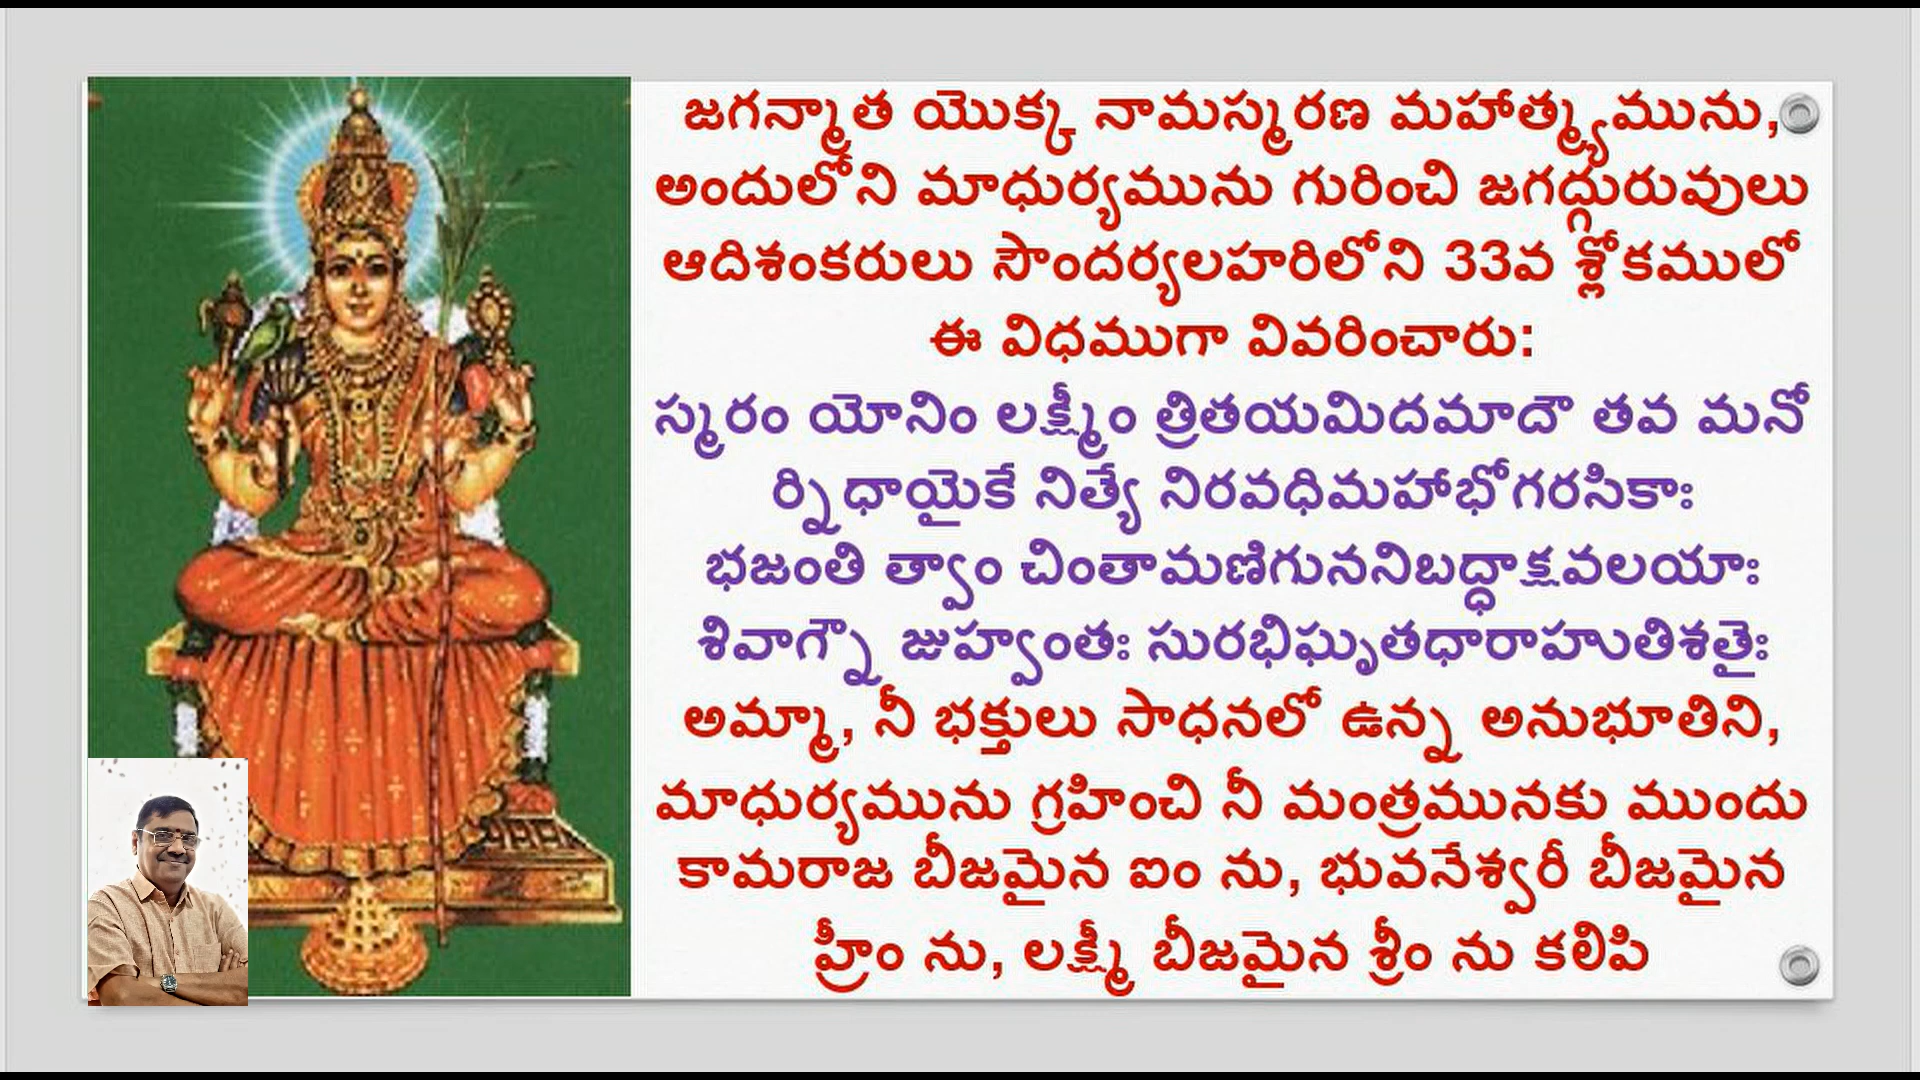 జగన్మాత యొక్క నామస్మరణ మహాత్మ్యమును,
అందులోని మాధుర్యమును గురించి జగద్గురువులు
ఆదిశంకరులు సౌందర్యలహరిలోని 33వ శ్లోకములో
ఈ విధముగా వివరించారు:
స్మరం యోనిం లక్ష్మీం త్రితయమిదమాదౌ తవ మనో
ర్నిధాయైకే నిత్యే నిరవధిమహాభోగరసికాః
భజంతి త్వాం చింతామణిగుననిబద్ధాక్షవలయాః
శివాగ్నౌ జుహ్వంతః సురభిఘృతధారాహుతిశతైః
అమ్మా, నీ భక్తులు సాధనలో ఉన్న అనుభూతిని,
మాధుర్యమును గ్రహించి నీ మంత్రమునకు ముందు
కామరాజ బీజమైన ఐం ను, భువనేశ్వరీ బీజమైన
హ్రీం ను, లక్ష్మీ బీజమైన శ్రీం ను కలిపి